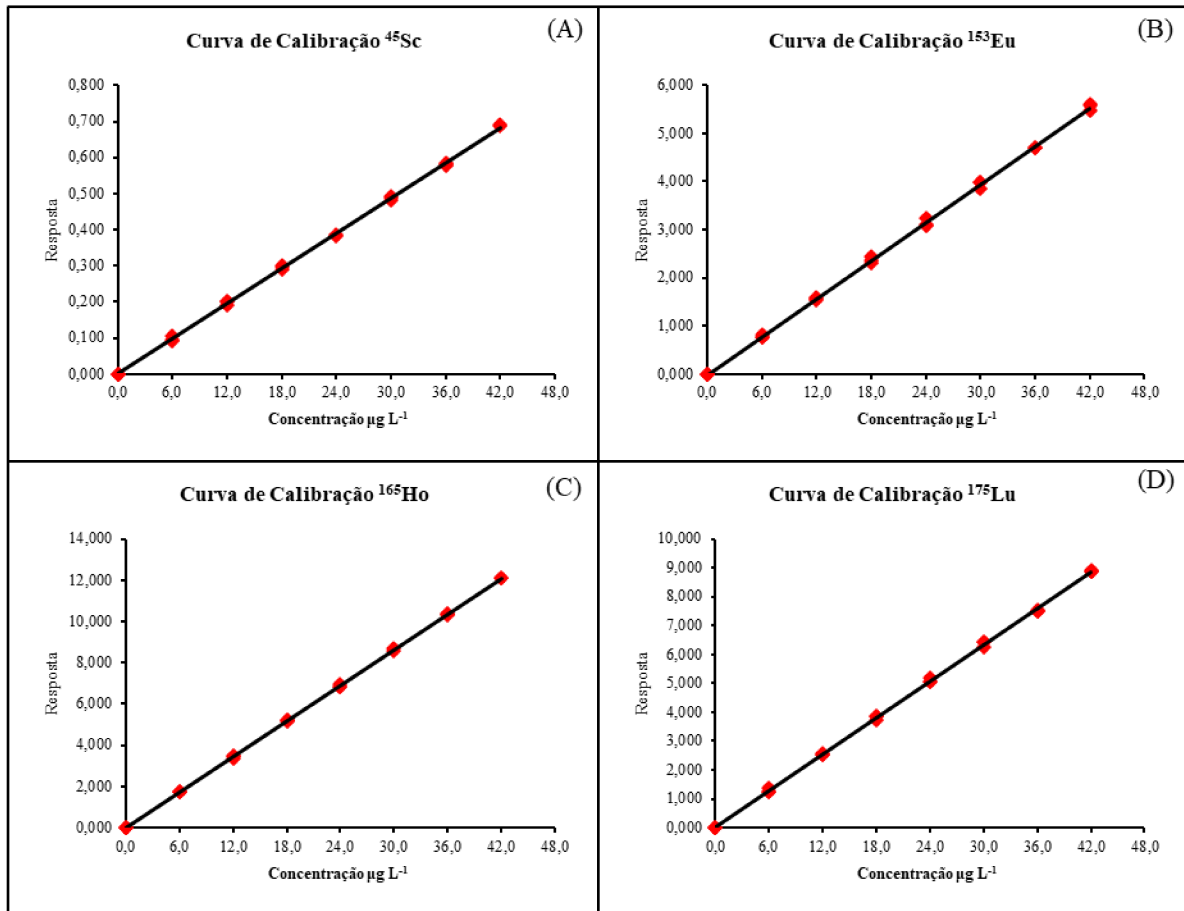 (A)
Curva de Calibração ⁴⁵Sc
0,800
0,700
0,600
0,500
0,400
0,300
0,200
0,100
0,000
Resposta
0,0 6,0 12,0 18,0 24,0 30,0 36,0 42,0 48,0
Concentração µg L⁻¹
(B)
Curva de Calibração ¹⁵³Eu
6,000
5,000
4,000
3,000
2,000
1,000
0,000
Resposta
0,0 6,0 12,0 18,0 24,0 30,0 36,0 42,0 48,0
Concentração µg L⁻¹
(C)
Curva de Calibração ¹⁶⁵Ho
14,000
12,000
10,000
8,000
6,000
4,000
2,000
0,000
Resposta
0,0 6,0 12,0 18,0 24,0 30,0 36,0 42,0 48,0
Concentração µg L⁻¹
(D)
Curva de Calibração ¹⁷⁵Lu
10,000
9,000
8,000
7,000
6,000
5,000
4,000
3,000
2,000
1,000
0,000
Resposta
0,0 6,0 12,0 18,0 24,0 30,0 36,0 42,0 48,0
Concentração µg L⁻¹